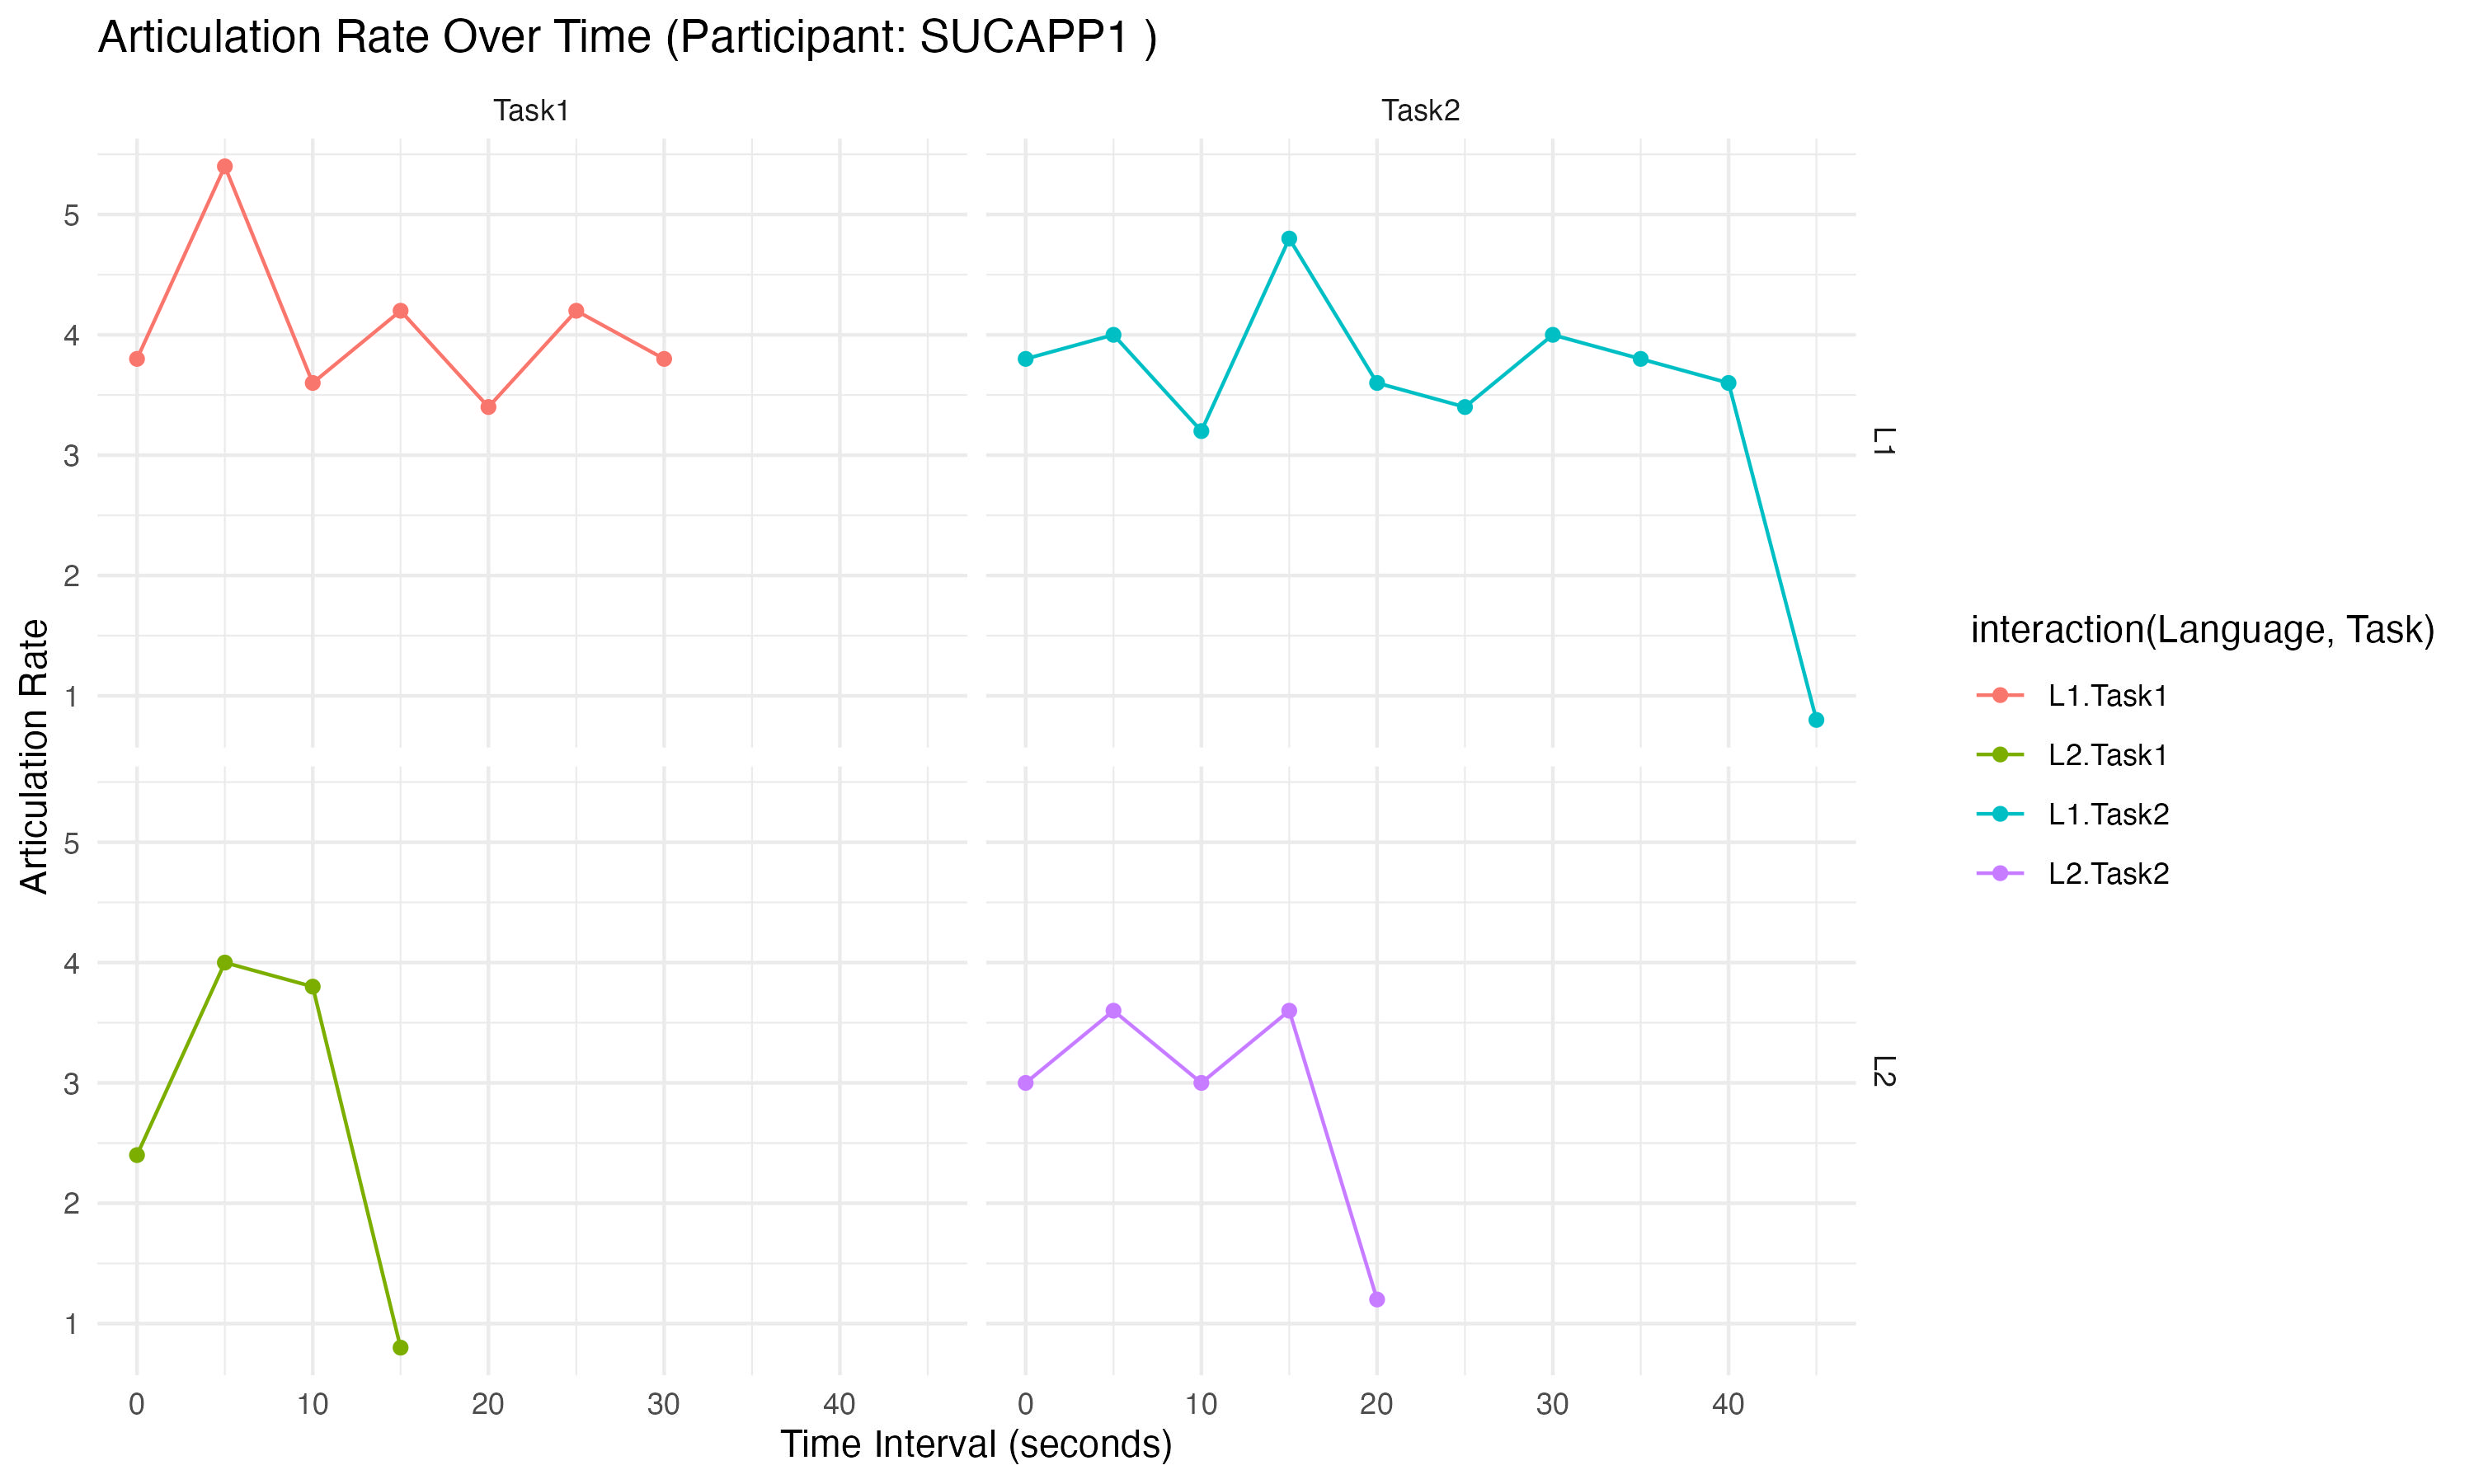 Articulation Rate Over Time (Participant: SUCAPP1 )
Task1
Task2
5
4
3
2
1
L1
5
4
3
2
1
L2
Articulation Rate
0 10 20 30 40
0 10 20 30 40
Time Interval (seconds)
interaction(Language, Task)
L1.Task1
L2.Task1
L1.Task2
L2.Task2